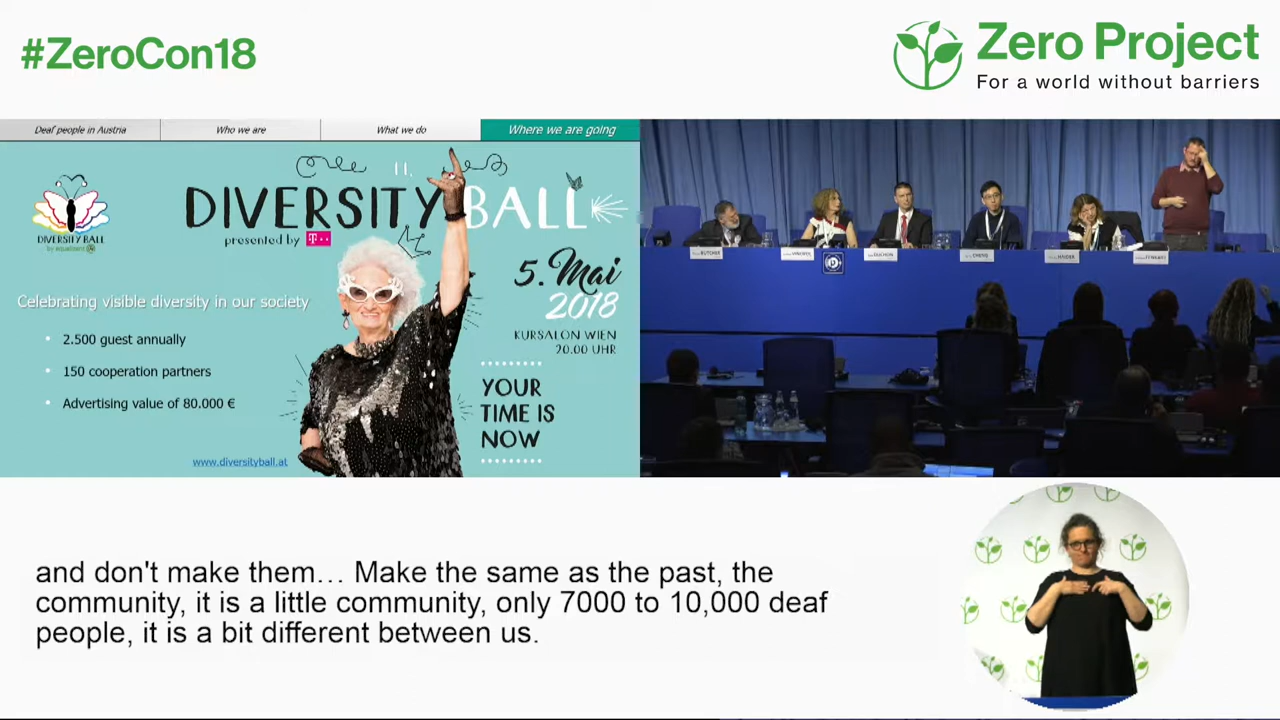 #ZeroCon18
Zero Project
For a world without barriers
Deaf people in Austria
Who we are
What we do
Where we are going
DIVERSITY BALL
presented by T
DIVERSITY BALL
by equalizent
5. Mai
2018
KURSALON WIEN
20.00 UHR
Celebrating visible diversity in our society
• 2.500 guest annually
• 150 cooperation partners
• Advertising value of 80.000 €
YOUR
TIME IS
NOW
www.diversityball.at
BUTCHER
and don't make them… Make the same as the past, the
community, it is a little community, only 7000 to 10,000 deaf
people, it is a bit different between us.